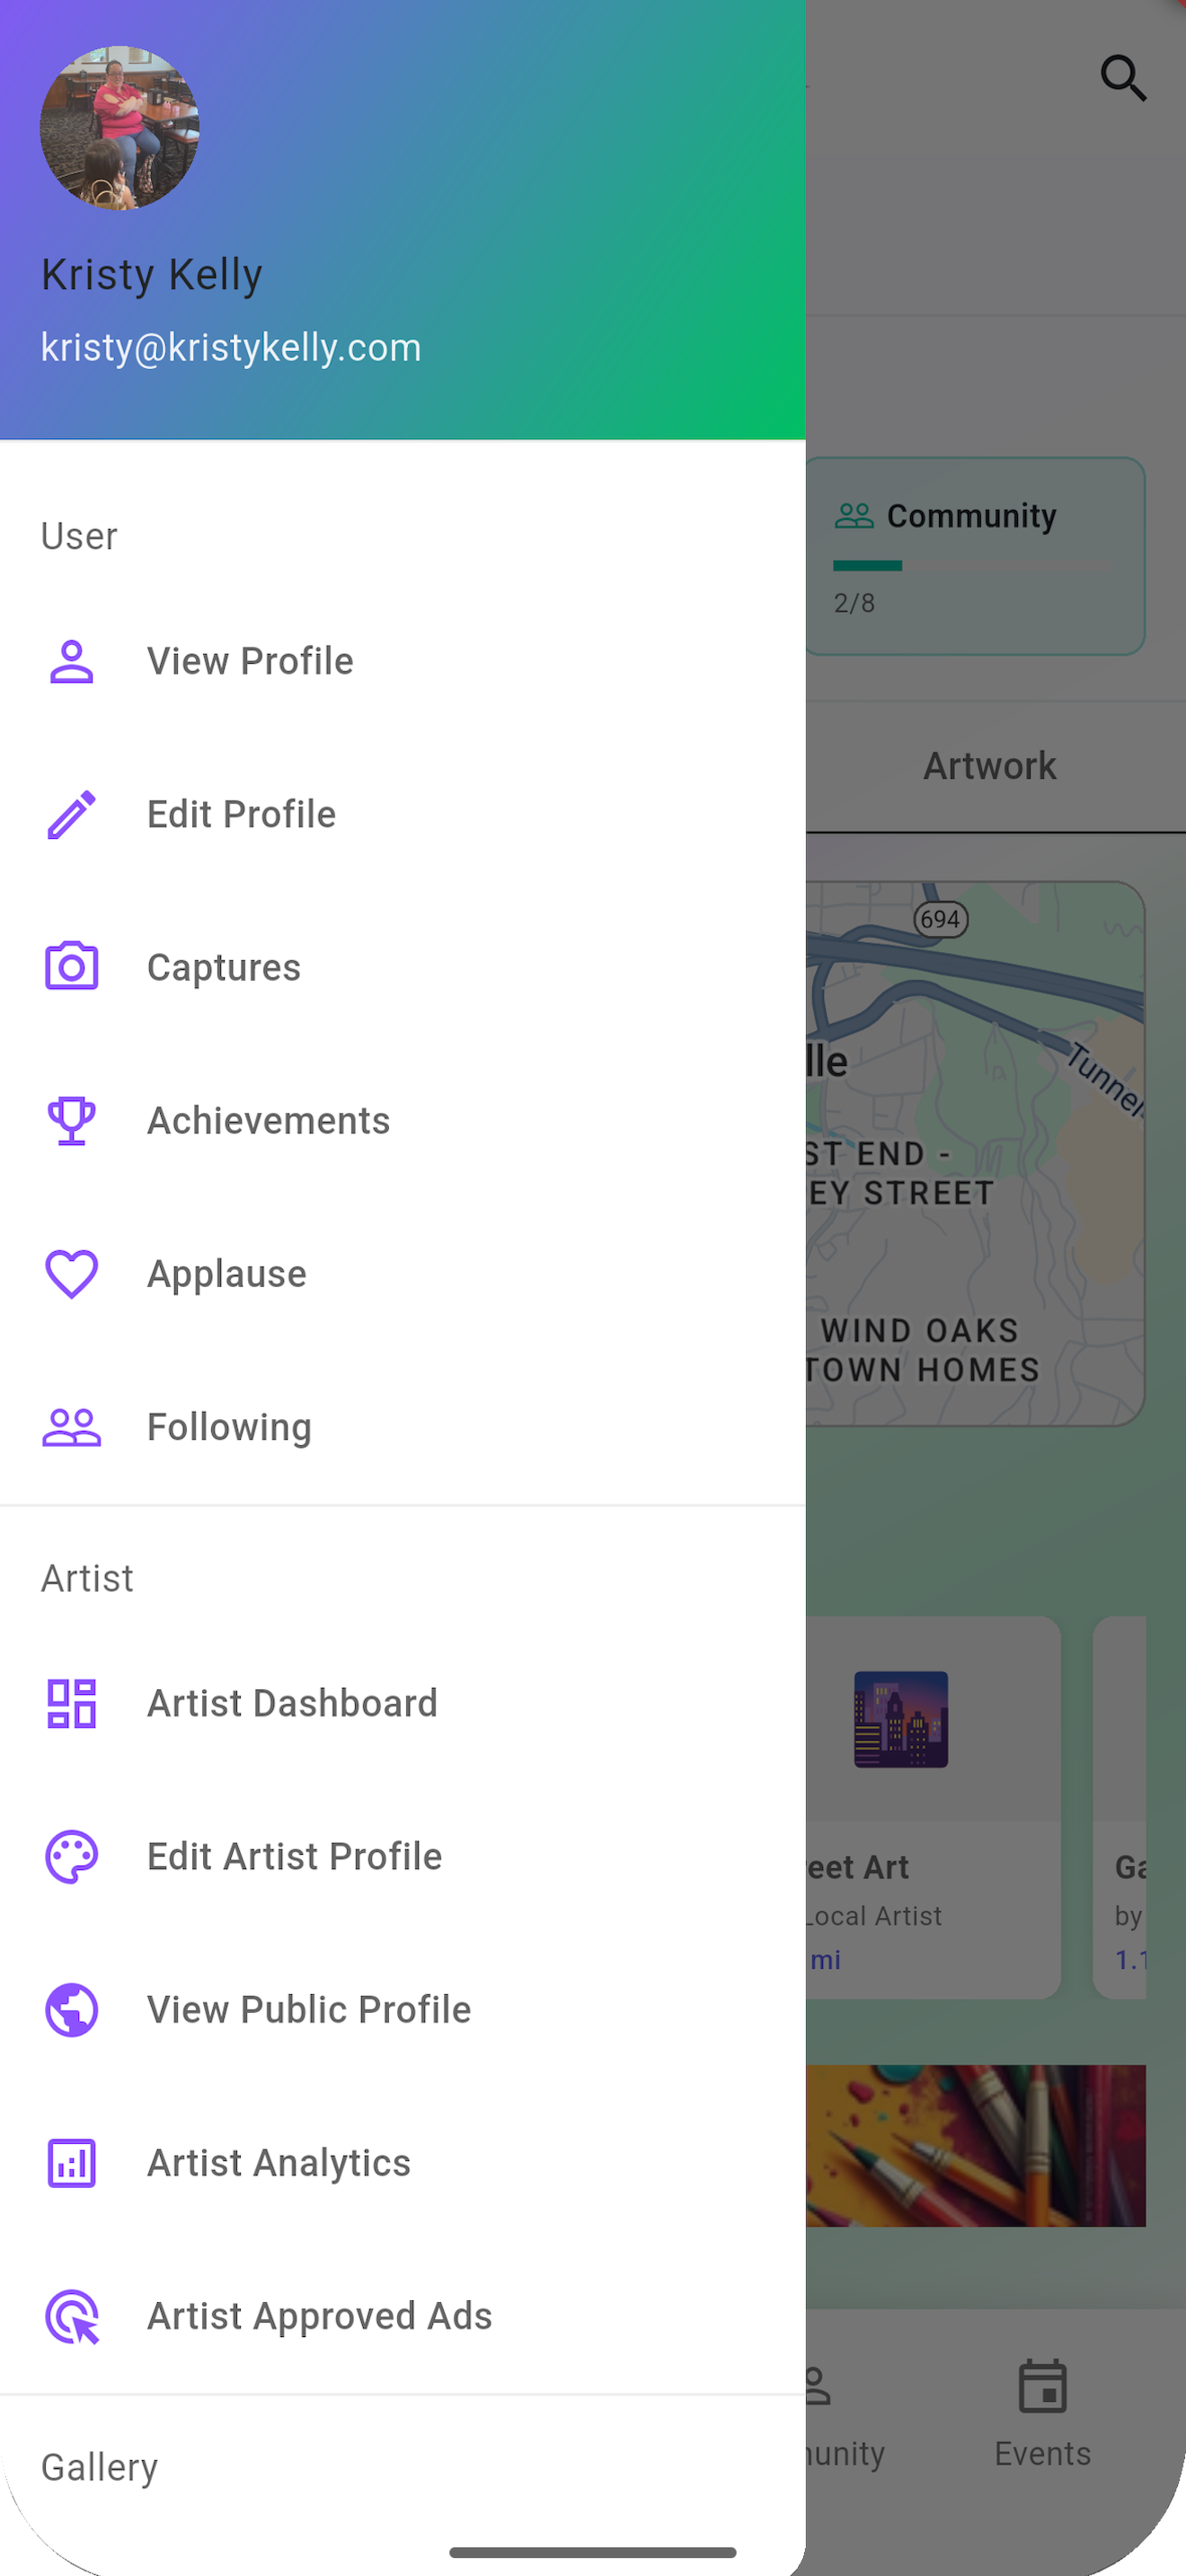 Kristy Kelly
kristy@kristykelly.com
User
View Profile
Edit Profile
Captures
Achievements
Applause
Following
Artist
Artist Dashboard
Edit Artist Profile
View Public Profile
Artist Analytics
Artist Approved Ads
Gallery
Community
2/8
Artwork
694
lle
Tunnel
ST END -
EY STREET
WIND OAKS
TOWN HOMES
reet Art
Local Artist
mi
Ga
by
1.1
unity
Events